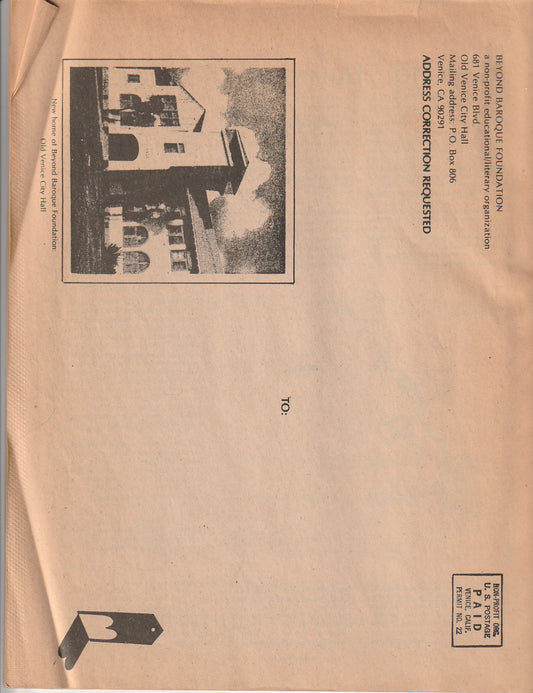 BEYOND BAROQUE FOUNDATION
a non-profit educational/literary organization
681 Venice Blvd
Old Venice City Hall
Mailing address: P.O. Box 806
Venice, CA 90291
ADDRESS CORRECTION REQUESTED
NON-PROFIT ORG.
U. S. POSTAGE
PAID
VENICE, CALIF.
PERMIT NO. 22
TO:
New home of Beyond Baroque Foundation
Old Venice City Hall